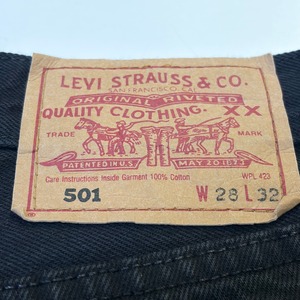 LEVI STRAUSS & CO.
SAN FRANCISCO, CAL.
ORIGINAL RIVETED
QUALITY CLOTHING. XX
TRADE MARK
PATENTED IN U.S. MAY 20 1873
Care Instructions Inside Garment 100% Cotton WPL 423
501 W 28 L 32